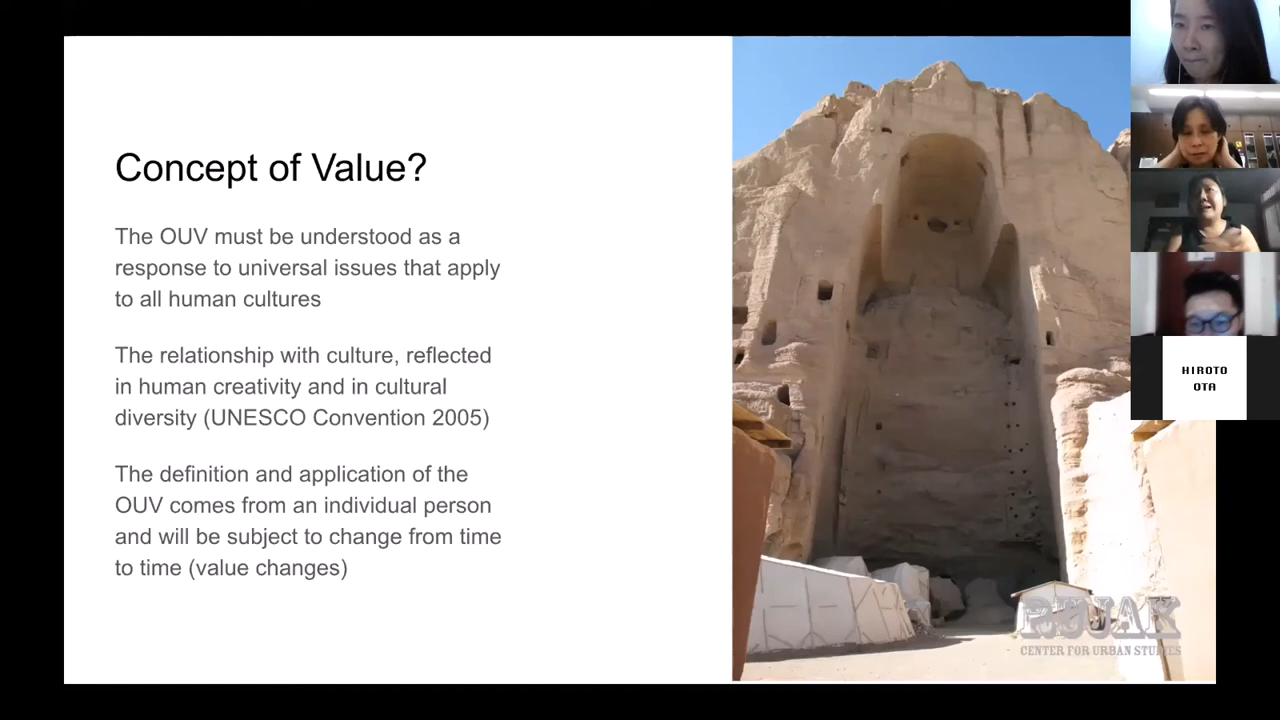 Concept of Value?
The OUV must be understood as a
response to universal issues that apply
to all human cultures
The relationship with culture, reflected
in human creativity and in cultural
diversity (UNESCO Convention 2005)
The definition and application of the
OUV comes from an individual person
and will be subject to change from time
to time (value changes)
HIROTO
OTA
RUJAK
CENTER FOR URBAN STUDIES